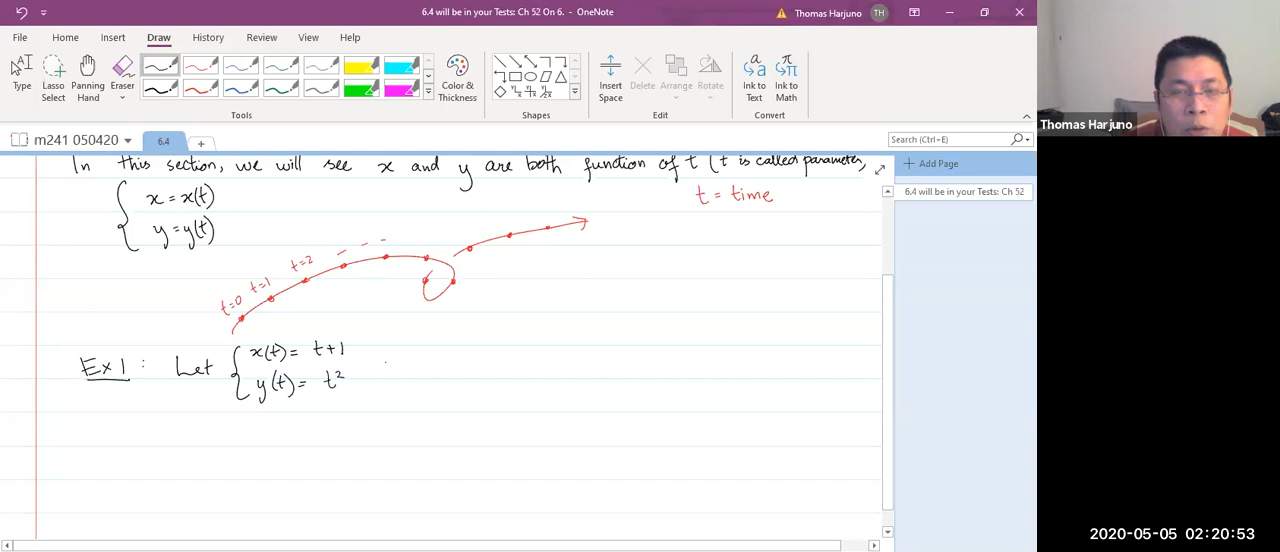 6.4 will be in your Tests: Ch 52 On 6. - OneNote
Thomas Harjuno TH
File Home Insert Draw History Review View Help
Type Lasso Select Panning Hand Eraser Color & Thickness Insert Space Delete Arrange Rotate Ink to Text Ink to Math
Tools Shapes Edit Convert
Thomas Harjuno
m241 050420 6.4 Search (Ctrl+E)
Add Page
6.4 will be in your Tests: Ch 52
In this section, we will see x and y are both function of t (t is called parameter,
{ x = x(t)
y = y(t)
t = time
t=0 t=1 t=2
Ex 1 : Let { x(t) = t+1
y(t) = t²
2020-05-05 02:20:53